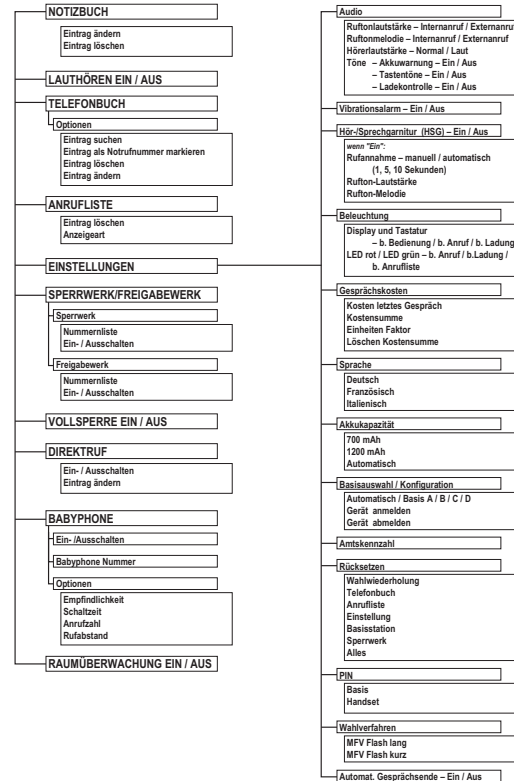 NOTIZBUCH
Eintrag ändern
Eintrag löschen
LAUTHÖREN EIN / AUS
TELEFONBUCH
Optionen
Eintrag suchen
Eintrag als Notrufnummer markieren
Eintrag löschen
Eintrag ändern
ANRUFLISTE
Eintrag löschen
Anzeigeart
EINSTELLUNGEN
SPERRWERK/FREIGABEWERK
Sperrwerk
Nummernliste
Ein- / Ausschalten
Freigabewerk
Nummernliste
Ein- / Ausschalten
VOLLSPERRE EIN / AUS
DIREKTRUF
Ein- / Ausschalten
Eintrag ändern
BABYPHONE
Ein- /Ausschalten
Babyphone Nummer
Optionen
Empfindlichkeit
Schaltzeit
Anrufzahl
Rufabstand
RAUMÜBERWACHUNG EIN / AUS
Audio
Ruftonlautstärke – Internanruf / Externanruf
Ruftonmelodie – Internanruf / Externanruf
Hörerlautstärke – Normal / Laut
Töne – Akkuwarnung – Ein / Aus
– Tastentöne – Ein / Aus
– Ladekontrolle – Ein / Aus
Vibrationsalarm – Ein / Aus
Hör-/Sprechgarnitur (HSG) – Ein / Aus
wenn "Ein":
Rufannahme – manuell / automatisch
(1, 5, 10 Sekunden)
Rufton-Lautstärke
Rufton-Melodie
Beleuchtung
Display und Tastatur
– b. Bedienung / b. Anruf / b. Ladung
LED rot / LED grün – b. Anruf / b.Ladung /
b. Anrufliste
Gesprächskosten
Kosten letztes Gespräch
Kostensumme
Einheiten Faktor
Löschen Kostensumme
Sprache
Deutsch
Französisch
Italienisch
Akkukapazität
700 mAh
1200 mAh
Automatisch
Basisauswahl / Konfiguration
Automatisch / Basis A / B / C / D
Gerät anmelden
Gerät abmelden
Amtskennzahl
Rücksetzen
Wahlwiederholung
Telefonbuch
Anrufliste
Einstellung
Basisstation
Sperrwerk
Alles
PIN
Basis
Handset
Wahlverfahren
MFV Flash lang
MFV Flash kurz
Automat. Gesprächsende – Ein / Aus